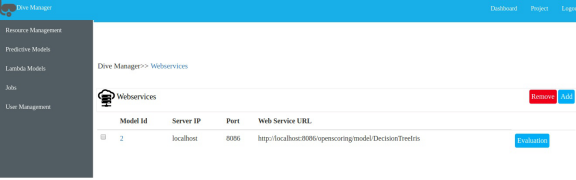 Dive Manager
Dashboard Project Logo
Resource Management
Predictive Models
Lambda Models
Jobs
User Management
Dive Manager>> Webservices
Webservices
Remove Add
Model Id Server IP Port Web Service URL
2 localhost 8086 http://localhost:8086/openscoring/model/DecisionTreeIris
Evaluation